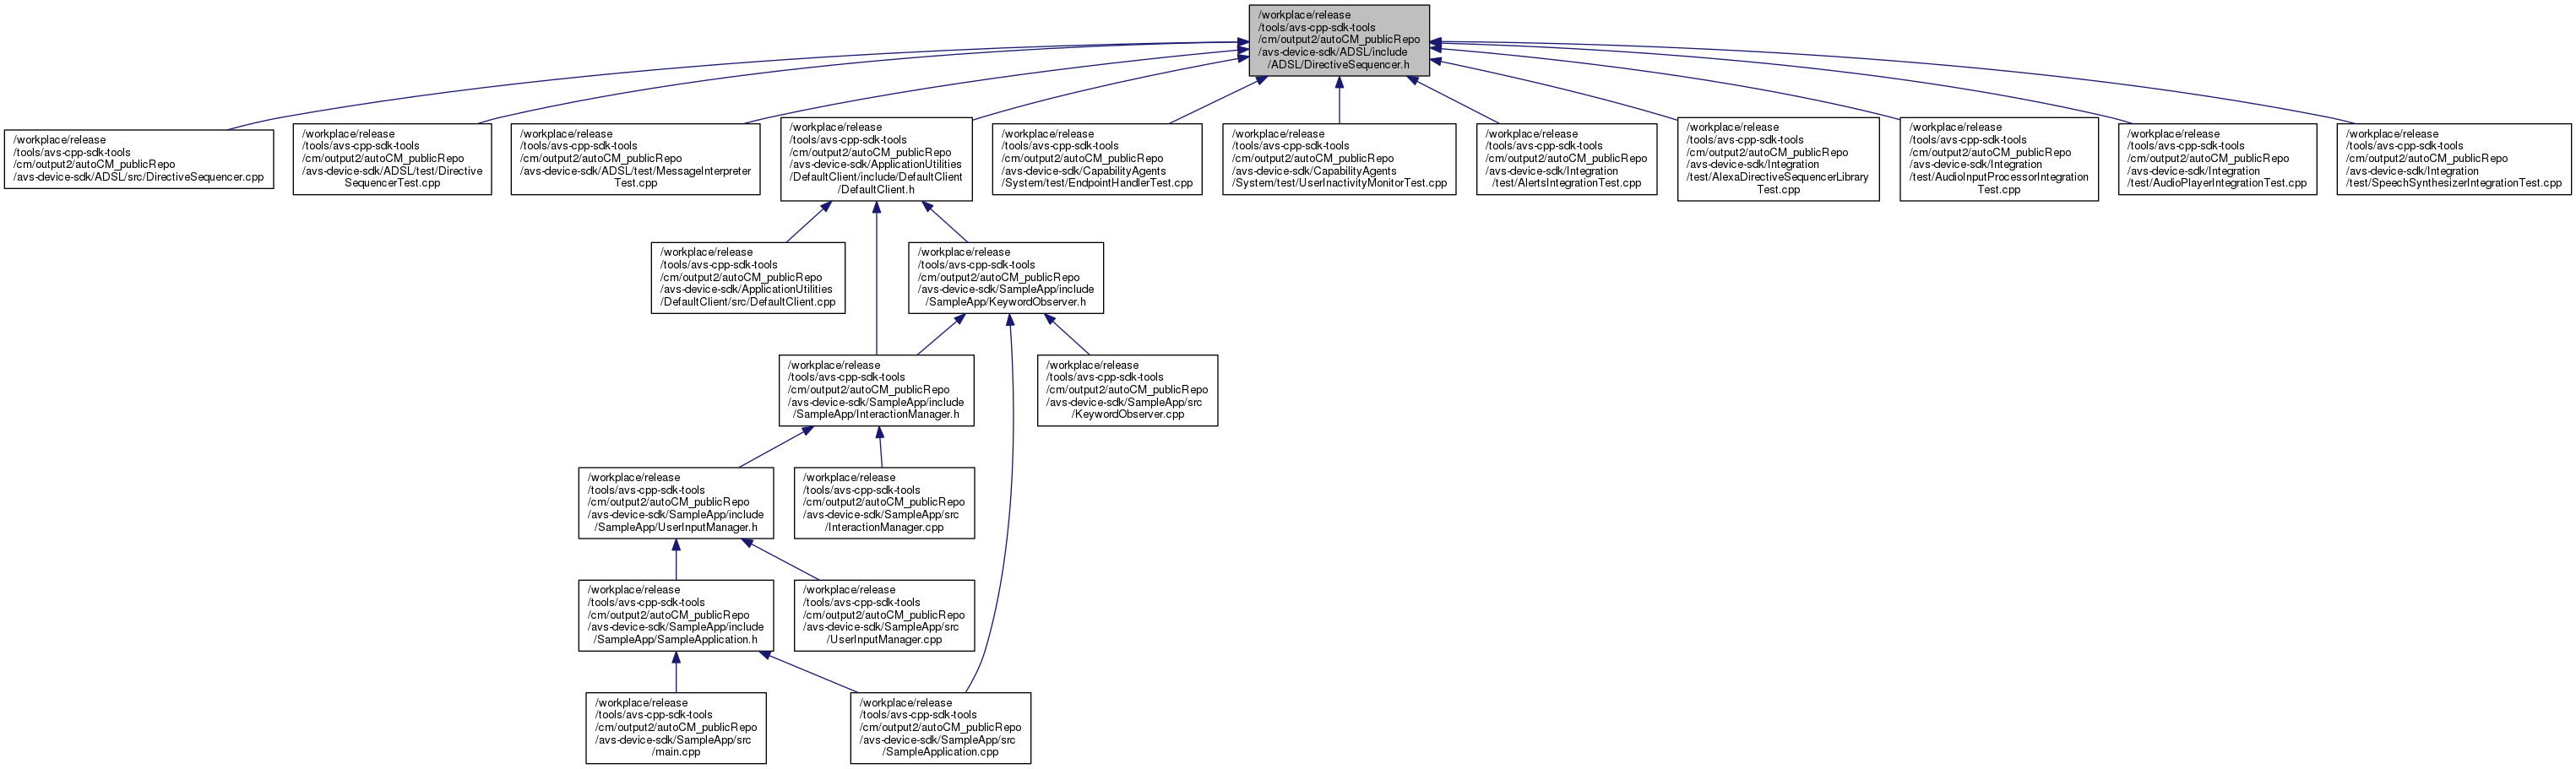 /workplace/release
/tools/avs-cpp-sdk-tools
/cm/output2/autoCM_publicRepo
/avs-device-sdk/ADSL/include
/ADSL/DirectiveSequencer.h
/workplace/release
/tools/avs-cpp-sdk-tools
/cm/output2/autoCM_publicRepo
/avs-device-sdk/ADSL/src/DirectiveSequencer.cpp
/workplace/release
/tools/avs-cpp-sdk-tools
/cm/output2/autoCM_publicRepo
/avs-device-sdk/ADSL/test/Directive
SequencerTest.cpp
/workplace/release
/tools/avs-cpp-sdk-tools
/cm/output2/autoCM_publicRepo
/avs-device-sdk/ADSL/test/MessageInterpreter
Test.cpp
/workplace/release
/tools/avs-cpp-sdk-tools
/cm/output2/autoCM_publicRepo
/avs-device-sdk/ApplicationUtilities
/DefaultClient/include/DefaultClient
/DefaultClient.h
/workplace/release
/tools/avs-cpp-sdk-tools
/cm/output2/autoCM_publicRepo
/avs-device-sdk/CapabilityAgents
/System/test/EndpointHandlerTest.cpp
/workplace/release
/tools/avs-cpp-sdk-tools
/cm/output2/autoCM_publicRepo
/avs-device-sdk/CapabilityAgents
/System/test/UserInactivityMonitorTest.cpp
/workplace/release
/tools/avs-cpp-sdk-tools
/cm/output2/autoCM_publicRepo
/avs-device-sdk/Integration
/test/AlertsIntegrationTest.cpp
/workplace/release
/tools/avs-cpp-sdk-tools
/cm/output2/autoCM_publicRepo
/avs-device-sdk/Integration
/test/AlexaDirectiveSequencerLibrary
Test.cpp
/workplace/release
/tools/avs-cpp-sdk-tools
/cm/output2/autoCM_publicRepo
/avs-device-sdk/Integration
/test/AudioInputProcessorIntegration
Test.cpp
/workplace/release
/tools/avs-cpp-sdk-tools
/cm/output2/autoCM_publicRepo
/avs-device-sdk/Integration
/test/AudioPlayerIntegrationTest.cpp
/workplace/release
/tools/avs-cpp-sdk-tools
/cm/output2/autoCM_publicRepo
/avs-device-sdk/Integration
/test/SpeechSynthesizerIntegrationTest.cpp
/workplace/release
/tools/avs-cpp-sdk-tools
/cm/output2/autoCM_publicRepo
/avs-device-sdk/ApplicationUtilities
/DefaultClient/src/DefaultClient.cpp
/workplace/release
/tools/avs-cpp-sdk-tools
/cm/output2/autoCM_publicRepo
/avs-device-sdk/SampleApp/include
/SampleApp/KeywordObserver.h
/workplace/release
/tools/avs-cpp-sdk-tools
/cm/output2/autoCM_publicRepo
/avs-device-sdk/SampleApp/include
/SampleApp/InteractionManager.h
/workplace/release
/tools/avs-cpp-sdk-tools
/cm/output2/autoCM_publicRepo
/avs-device-sdk/SampleApp/src
/KeywordObserver.cpp
/workplace/release
/tools/avs-cpp-sdk-tools
/cm/output2/autoCM_publicRepo
/avs-device-sdk/SampleApp/include
/SampleApp/UserInputManager.h
/workplace/release
/tools/avs-cpp-sdk-tools
/cm/output2/autoCM_publicRepo
/avs-device-sdk/SampleApp/src
/InteractionManager.cpp
/workplace/release
/tools/avs-cpp-sdk-tools
/cm/output2/autoCM_publicRepo
/avs-device-sdk/SampleApp/include
/SampleApp/SampleApplication.h
/workplace/release
/tools/avs-cpp-sdk-tools
/cm/output2/autoCM_publicRepo
/avs-device-sdk/SampleApp/src
/UserInputManager.cpp
/workplace/release
/tools/avs-cpp-sdk-tools
/cm/output2/autoCM_publicRepo
/avs-device-sdk/SampleApp/src
/main.cpp
/workplace/release
/tools/avs-cpp-sdk-tools
/cm/output2/autoCM_publicRepo
/avs-device-sdk/SampleApp/src
/SampleApplication.cpp